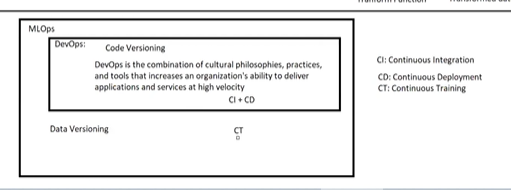 MLOps
DevOps:
Code Versioning
DevOps is the combination of cultural philosophies, practices,
and tools that increases an organization's ability to deliver
applications and services at high velocity
CI + CD
Data Versioning
CT
CI: Continuous Integration
CD: Continuous Deployment
CT: Continuous Training